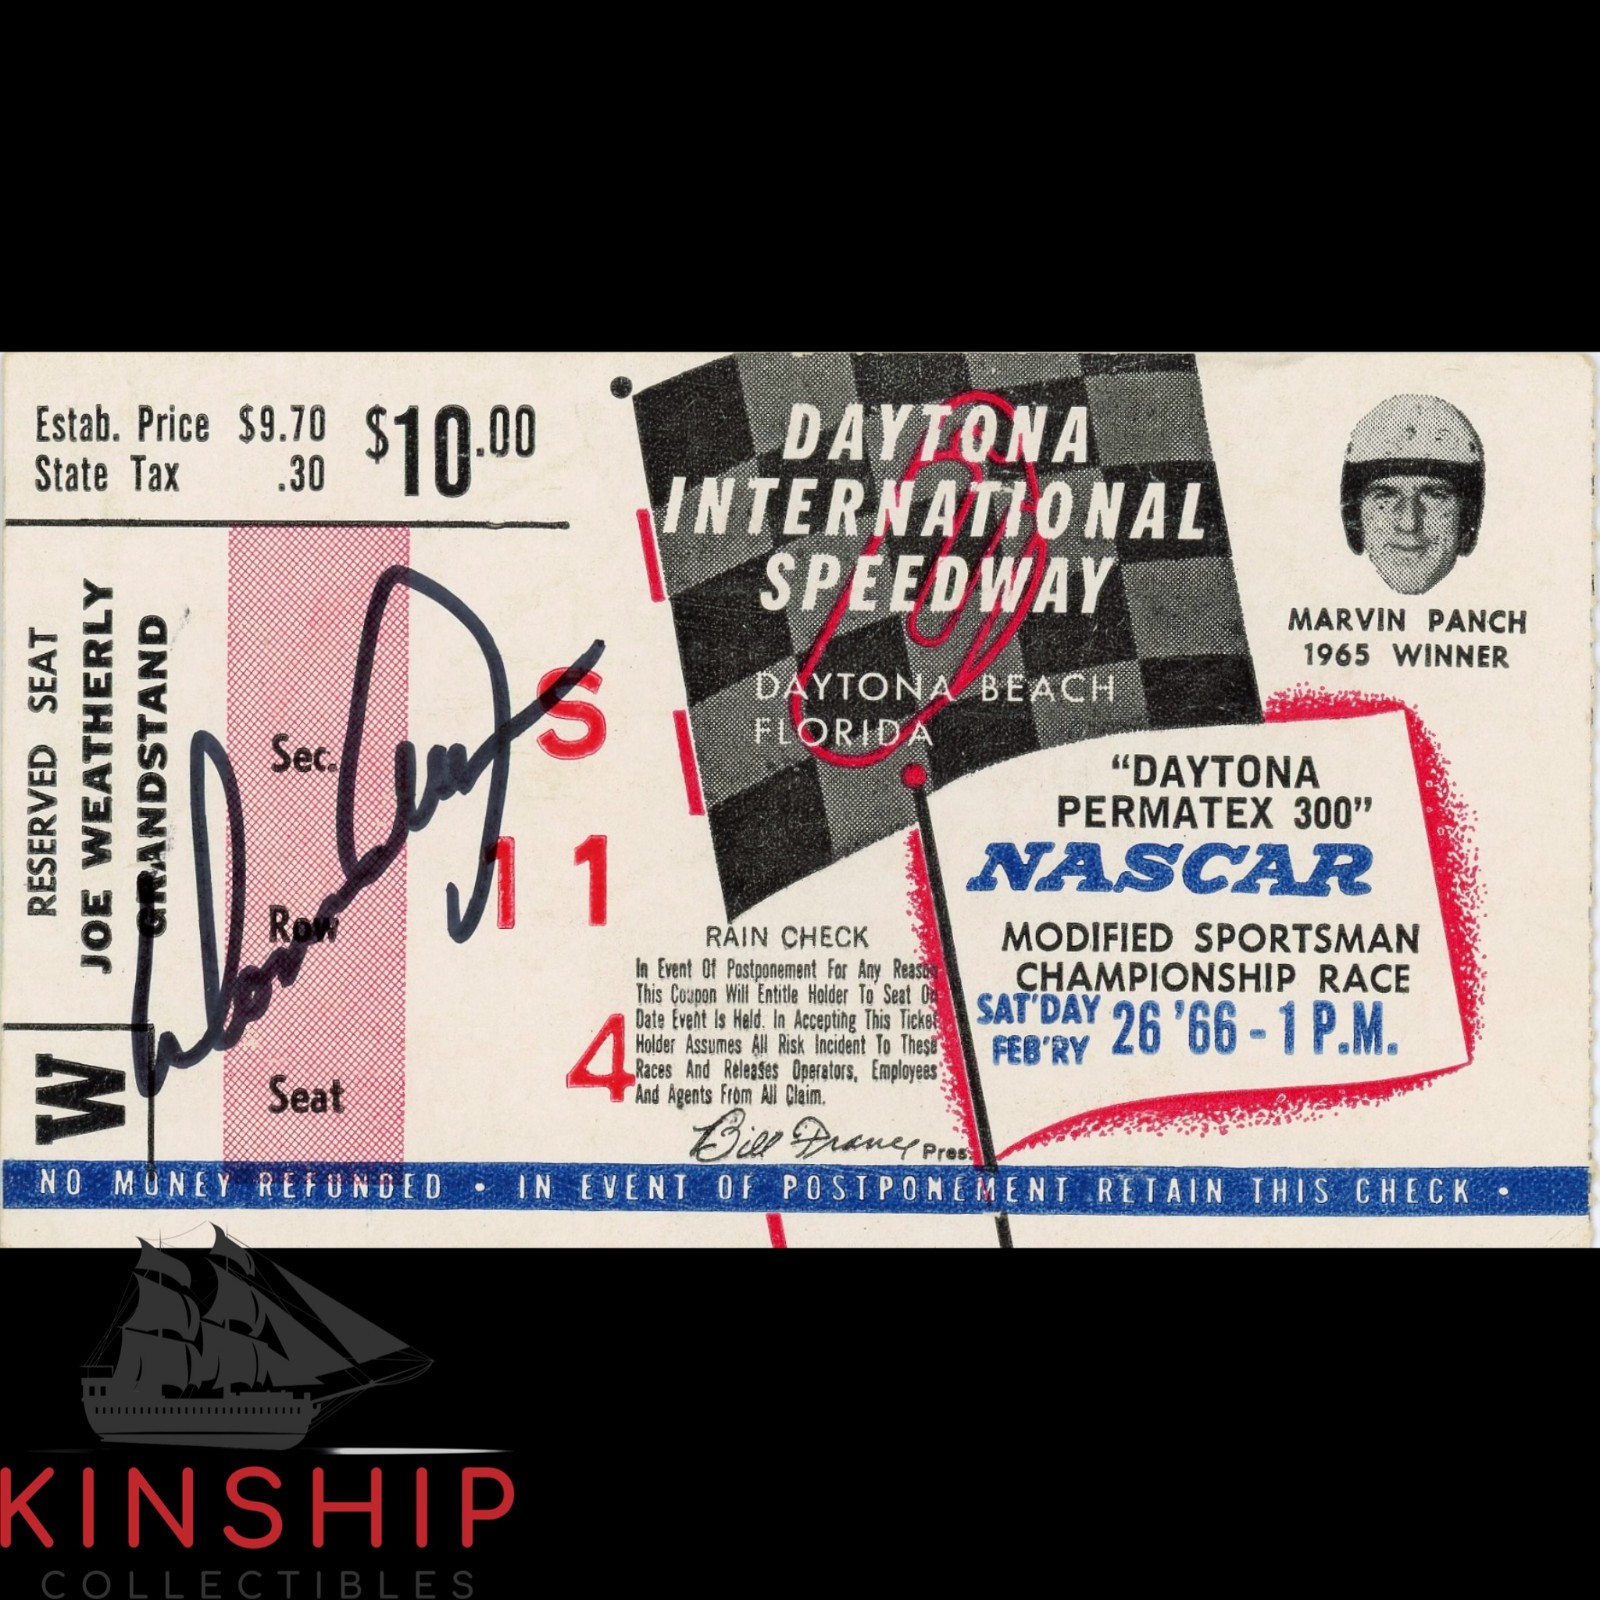 Estab. Price $9.70
State Tax .30
$10.00
RESERVED SEAT
JOE WEATHERLY
GRANDSTAND
W
Sec. S
Row 11
Seat 4
DAYTONA
INTERNATIONAL
SPEEDWAY
DAYTONA BEACH
FLORIDA
MARVIN PANCH
1965 WINNER
"DAYTONA
PERMATEX 300"
NASCAR
MODIFIED SPORTSMAN
CHAMPIONSHIP RACE
SAT'DAY
FEB'RY 26 '66 - 1 P.M.
RAIN CHECK
In Event Of Postponement For Any Reason
This Coupon Will Entitle Holder To Seat On
Date Event Is Held. In Accepting This Ticket
Holder Assumes All Risk Incident To These
Races And Releases Operators, Employees
And Agents From All Claim.
Bill France Pres.
NO MONEY REFUNDED • IN EVENT OF POSTPONEMENT RETAIN THIS CHECK •
KINSHIP
COLLECTIBLES